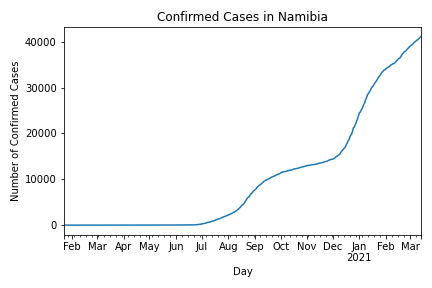 Confirmed Cases in Namibia
Number of Confirmed Cases
40000
30000
20000
10000
0
Feb Mar Apr May Jun Jul Aug Sep Oct Nov Dec Jan Feb Mar
2021
Day